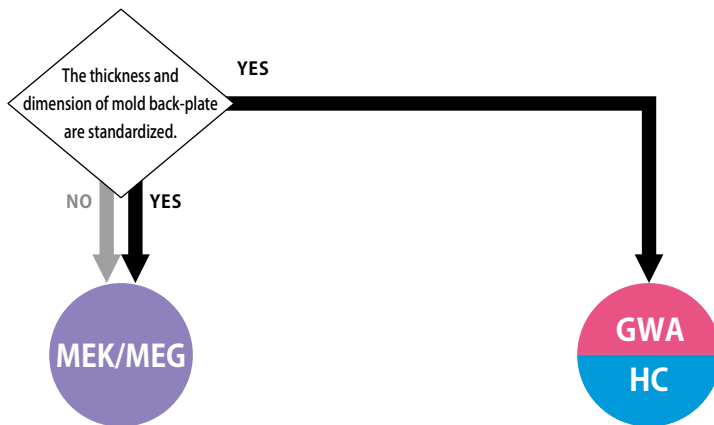 The thickness and
dimension of mold back-plate
are standardized.
YES
NO
YES
MEK/MEG
GWA
HC